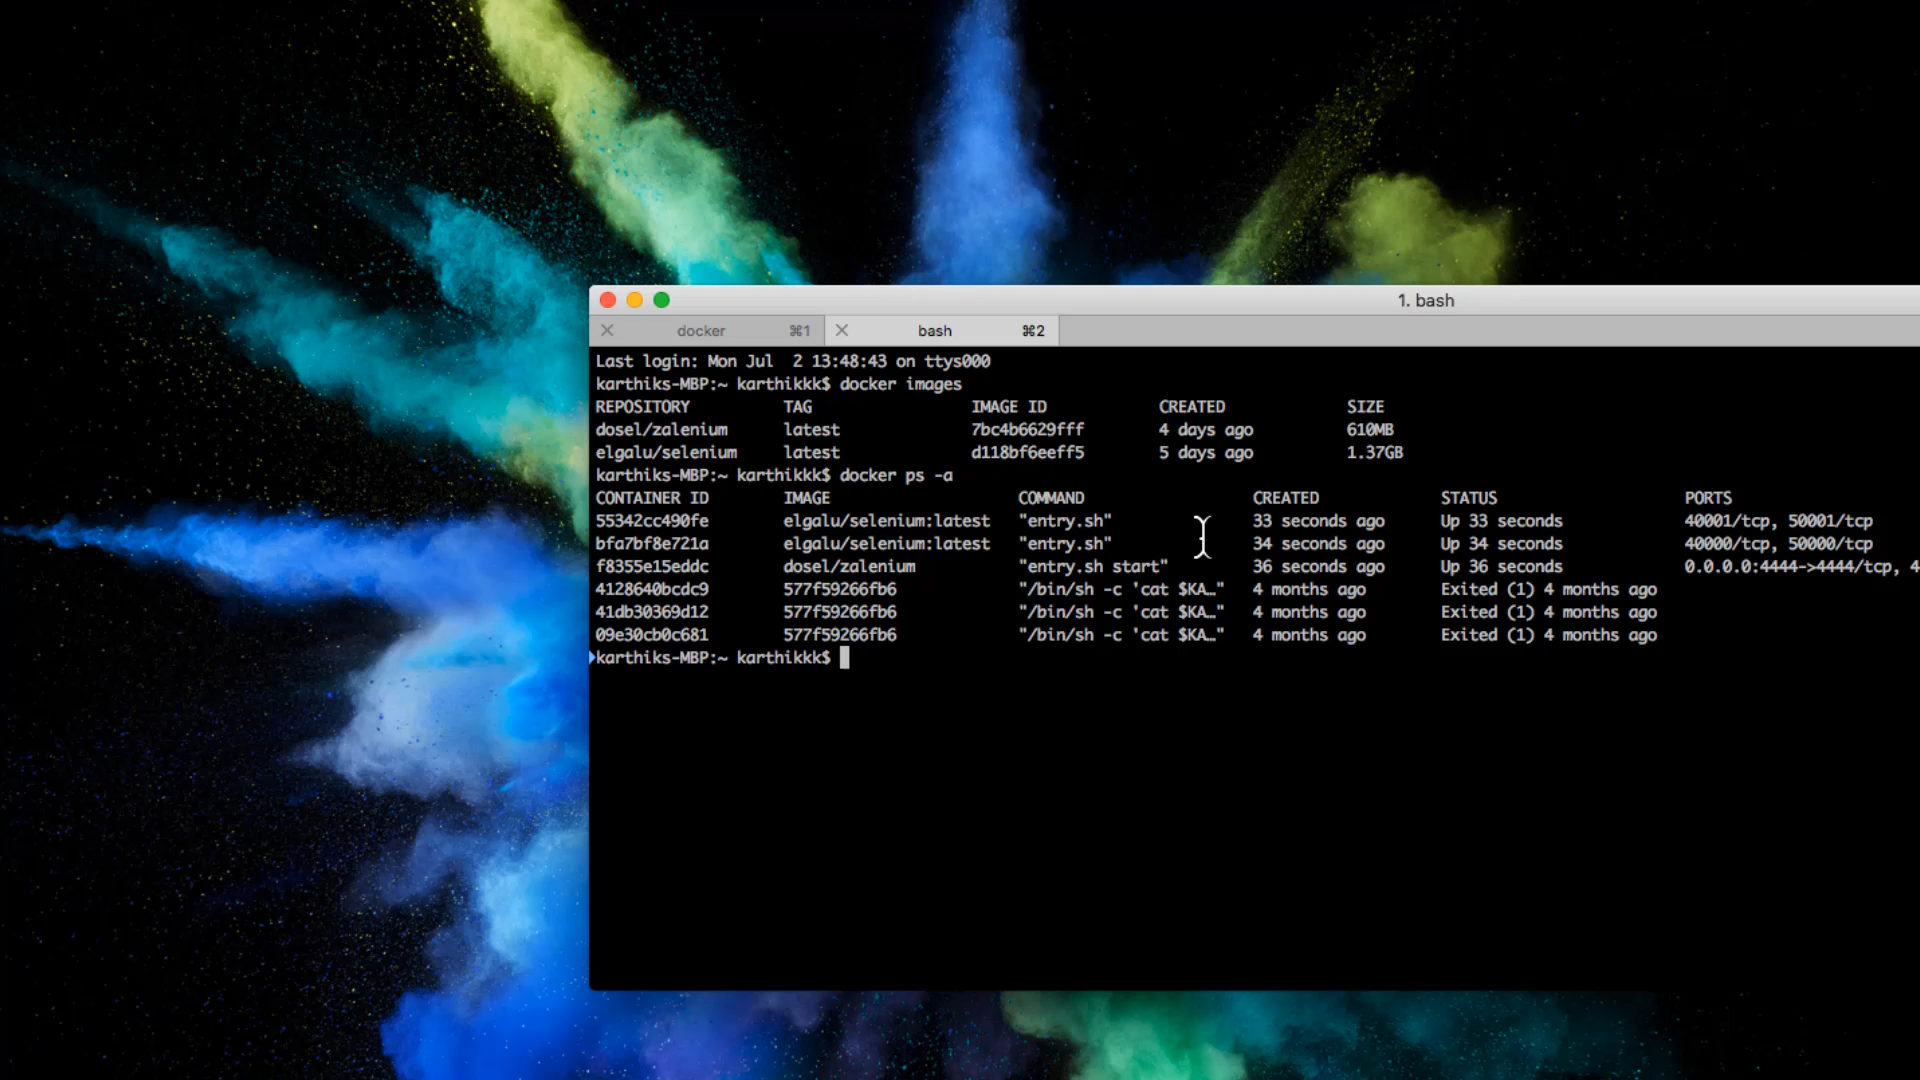 1. bash
docker ⌘1 bash ⌘2
Last login: Mon Jul  2 13:48:43 on ttys000
karthiks-MBP:~ karthikkk$ docker images
REPOSITORY TAG IMAGE ID CREATED SIZE
dosel/zalenium latest 7bc4b6629fff 4 days ago 610MB
elgalu/selenium latest d118bf6eeff5 5 days ago 1.37GB
karthiks-MBP:~ karthikkk$ docker ps -a
CONTAINER ID IMAGE COMMAND CREATED STATUS PORTS
55342cc490fe elgalu/selenium:latest "entry.sh" 33 seconds ago Up 33 seconds 40001/tcp, 50001/tcp
bfa7bf8e721a elgalu/selenium:latest "entry.sh" 34 seconds ago Up 34 seconds 40000/tcp, 50000/tcp
f8355e15eddc dosel/zalenium "entry.sh start" 36 seconds ago Up 36 seconds 0.0.0.0:4444->4444/tcp, 4
4128640bcdc9 577f59266fb6 "/bin/sh -c 'cat $KA…" 4 months ago Exited (1) 4 months ago
41db30369d12 577f59266fb6 "/bin/sh -c 'cat $KA…" 4 months ago Exited (1) 4 months ago
09e30cb0c681 577f59266fb6 "/bin/sh -c 'cat $KA…" 4 months ago Exited (1) 4 months ago
karthiks-MBP:~ karthikkk$